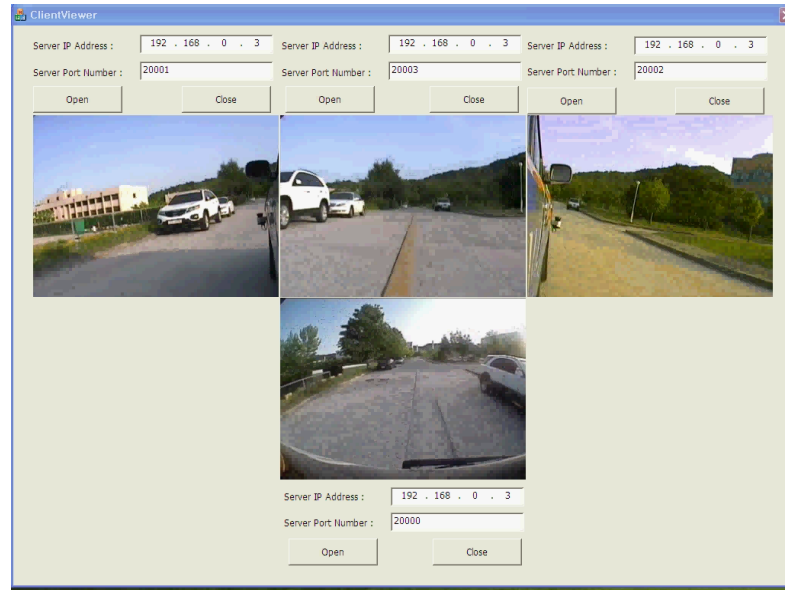 ClientViewer
Server IP Address : 192 . 168 . 0 . 3 Server IP Address : 192 . 168 . 0 . 3 Server IP Address : 192 . 168 . 0 . 3
Server Port Number : 20001 Server Port Number : 20003 Server Port Number : 20002
Open Close Open Close Open Close
Server IP Address : 192 . 168 . 0 . 3
Server Port Number : 20000
Open Close